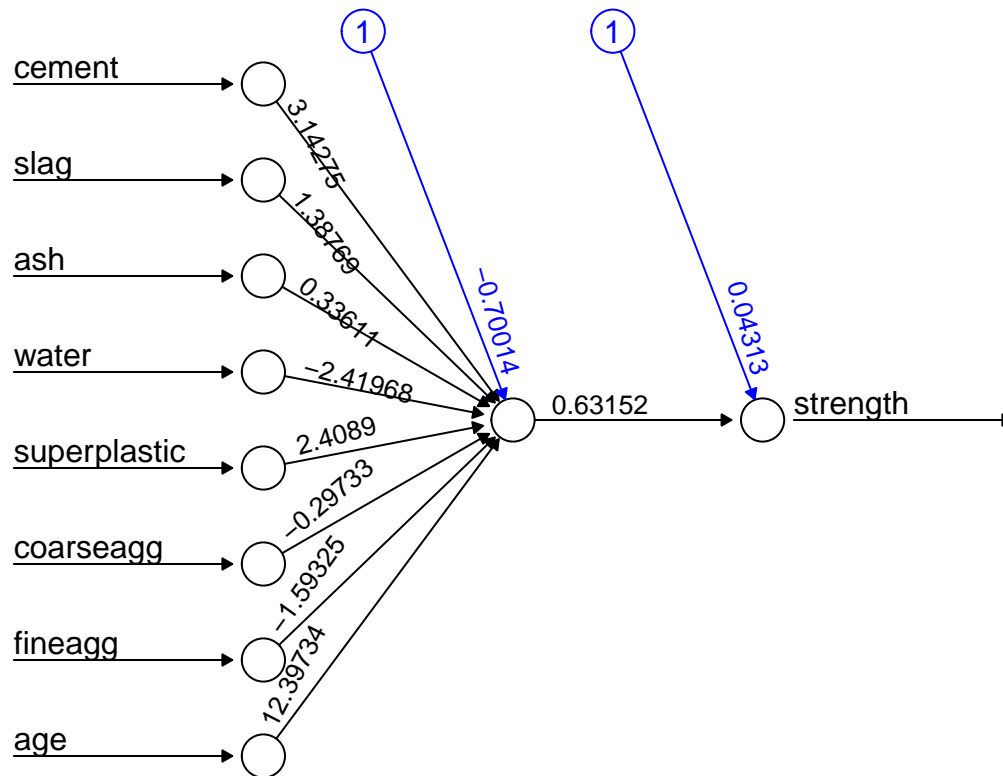 1
1
cement
3.14275
slag
1.38769
ash
0.33611
−0.70014
0.04313
water
−2.41968
0.63152
strength
superplastic
2.4089
coarseagg
−0.29733
fineagg
−1.59325
age
12.39734